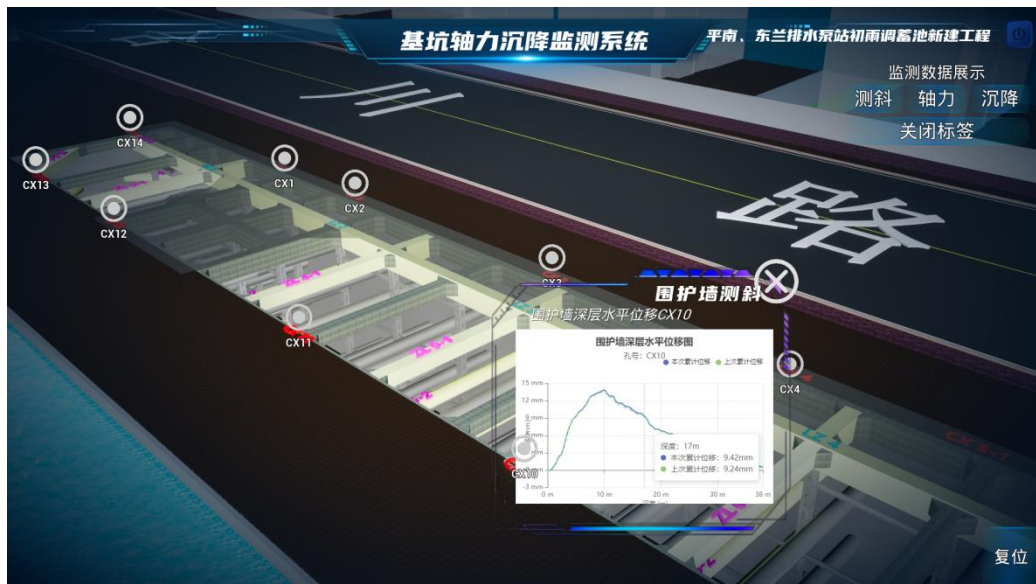 基坑轴力沉降监测系统
平南、东兰排水泵站初雨调蓄池新建工程
监测数据展示
测斜 轴力 沉降
关闭标签
CX14
CX13
CX1
CX2
CX12
CX3
CX11
CX4
CX10
路
围护墙测斜
围护墙深层水平位移CX10
围护墙深层水平位移图
孔号：CX10
本次累计位移 上次累计位移
15 mm
12 mm
-3 mm
0 m 10 m 20 m 30 m 38 m
深度：17m
本次累计位移：9.42mm
上次累计位移：9.24mm
复位